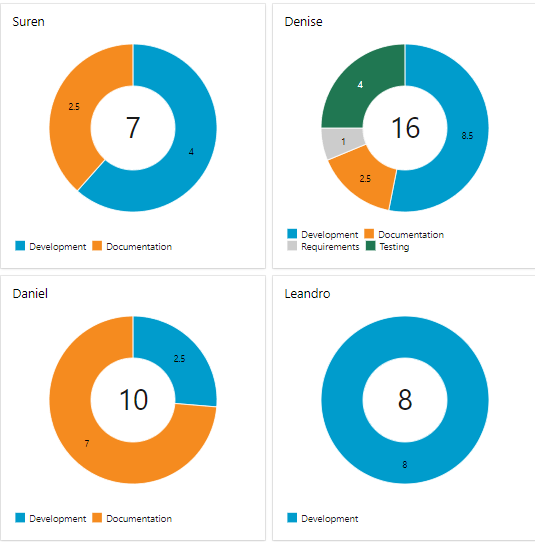 Suren
2.5
7
4
Development Documentation
Denise
4
8.5
16
1
2.5
Development Documentation
Requirements Testing
Daniel
2.5
10
7
Development Documentation
Leandro
8
8
Development